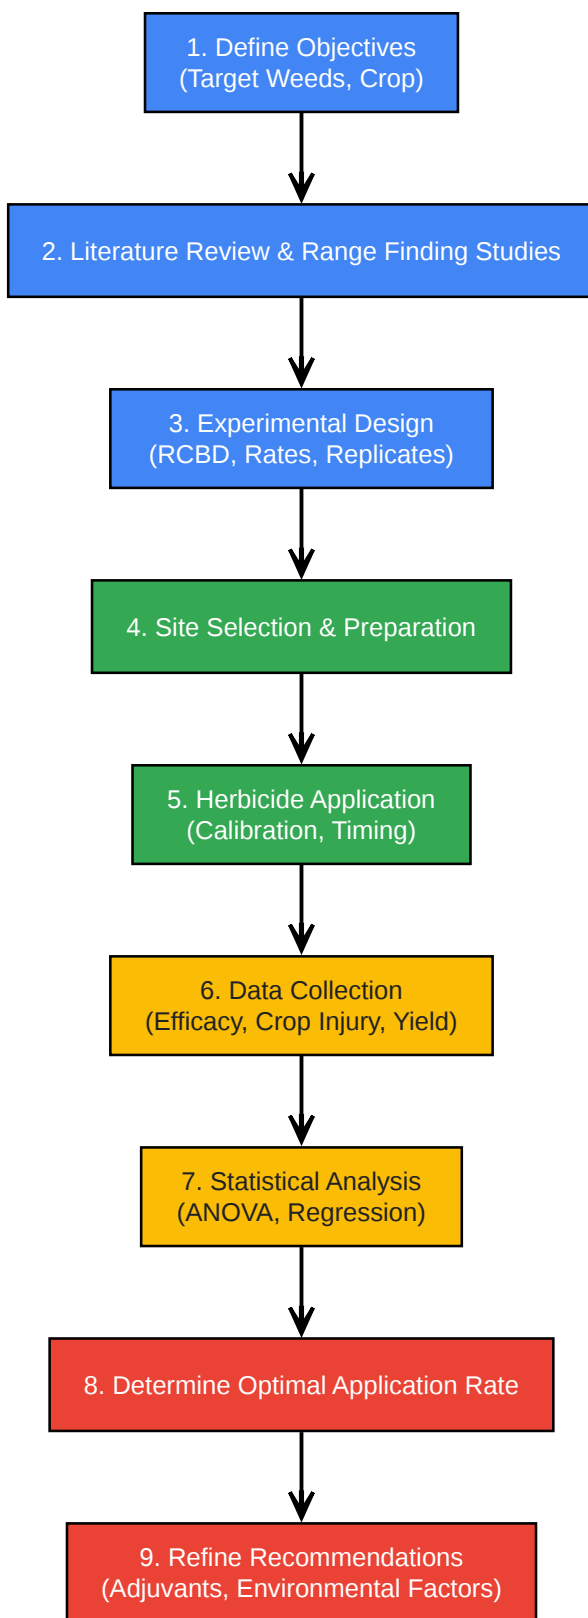 1. Define Objectives
(Target Weeds, Crop)
2. Literature Review & Range Finding Studies
3. Experimental Design
(RCBD, Rates, Replicates)
4. Site Selection & Preparation
5. Herbicide Application
(Calibration, Timing)
6. Data Collection
(Efficacy, Crop Injury, Yield)
7. Statistical Analysis
(ANOVA, Regression)
8. Determine Optimal Application Rate
9. Refine Recommendations
(Adjuvants, Environmental Factors)